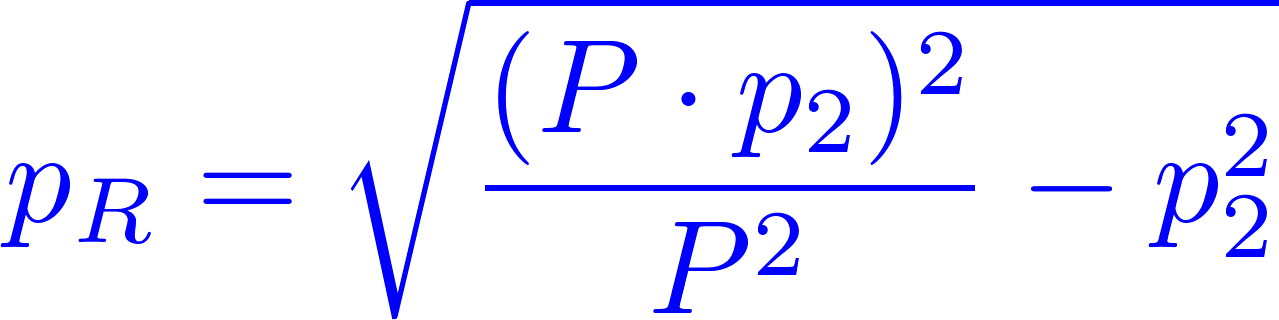 p_R = \sqrt{\frac{(P \cdot p_2)^2}{P^2} - p_2^2}